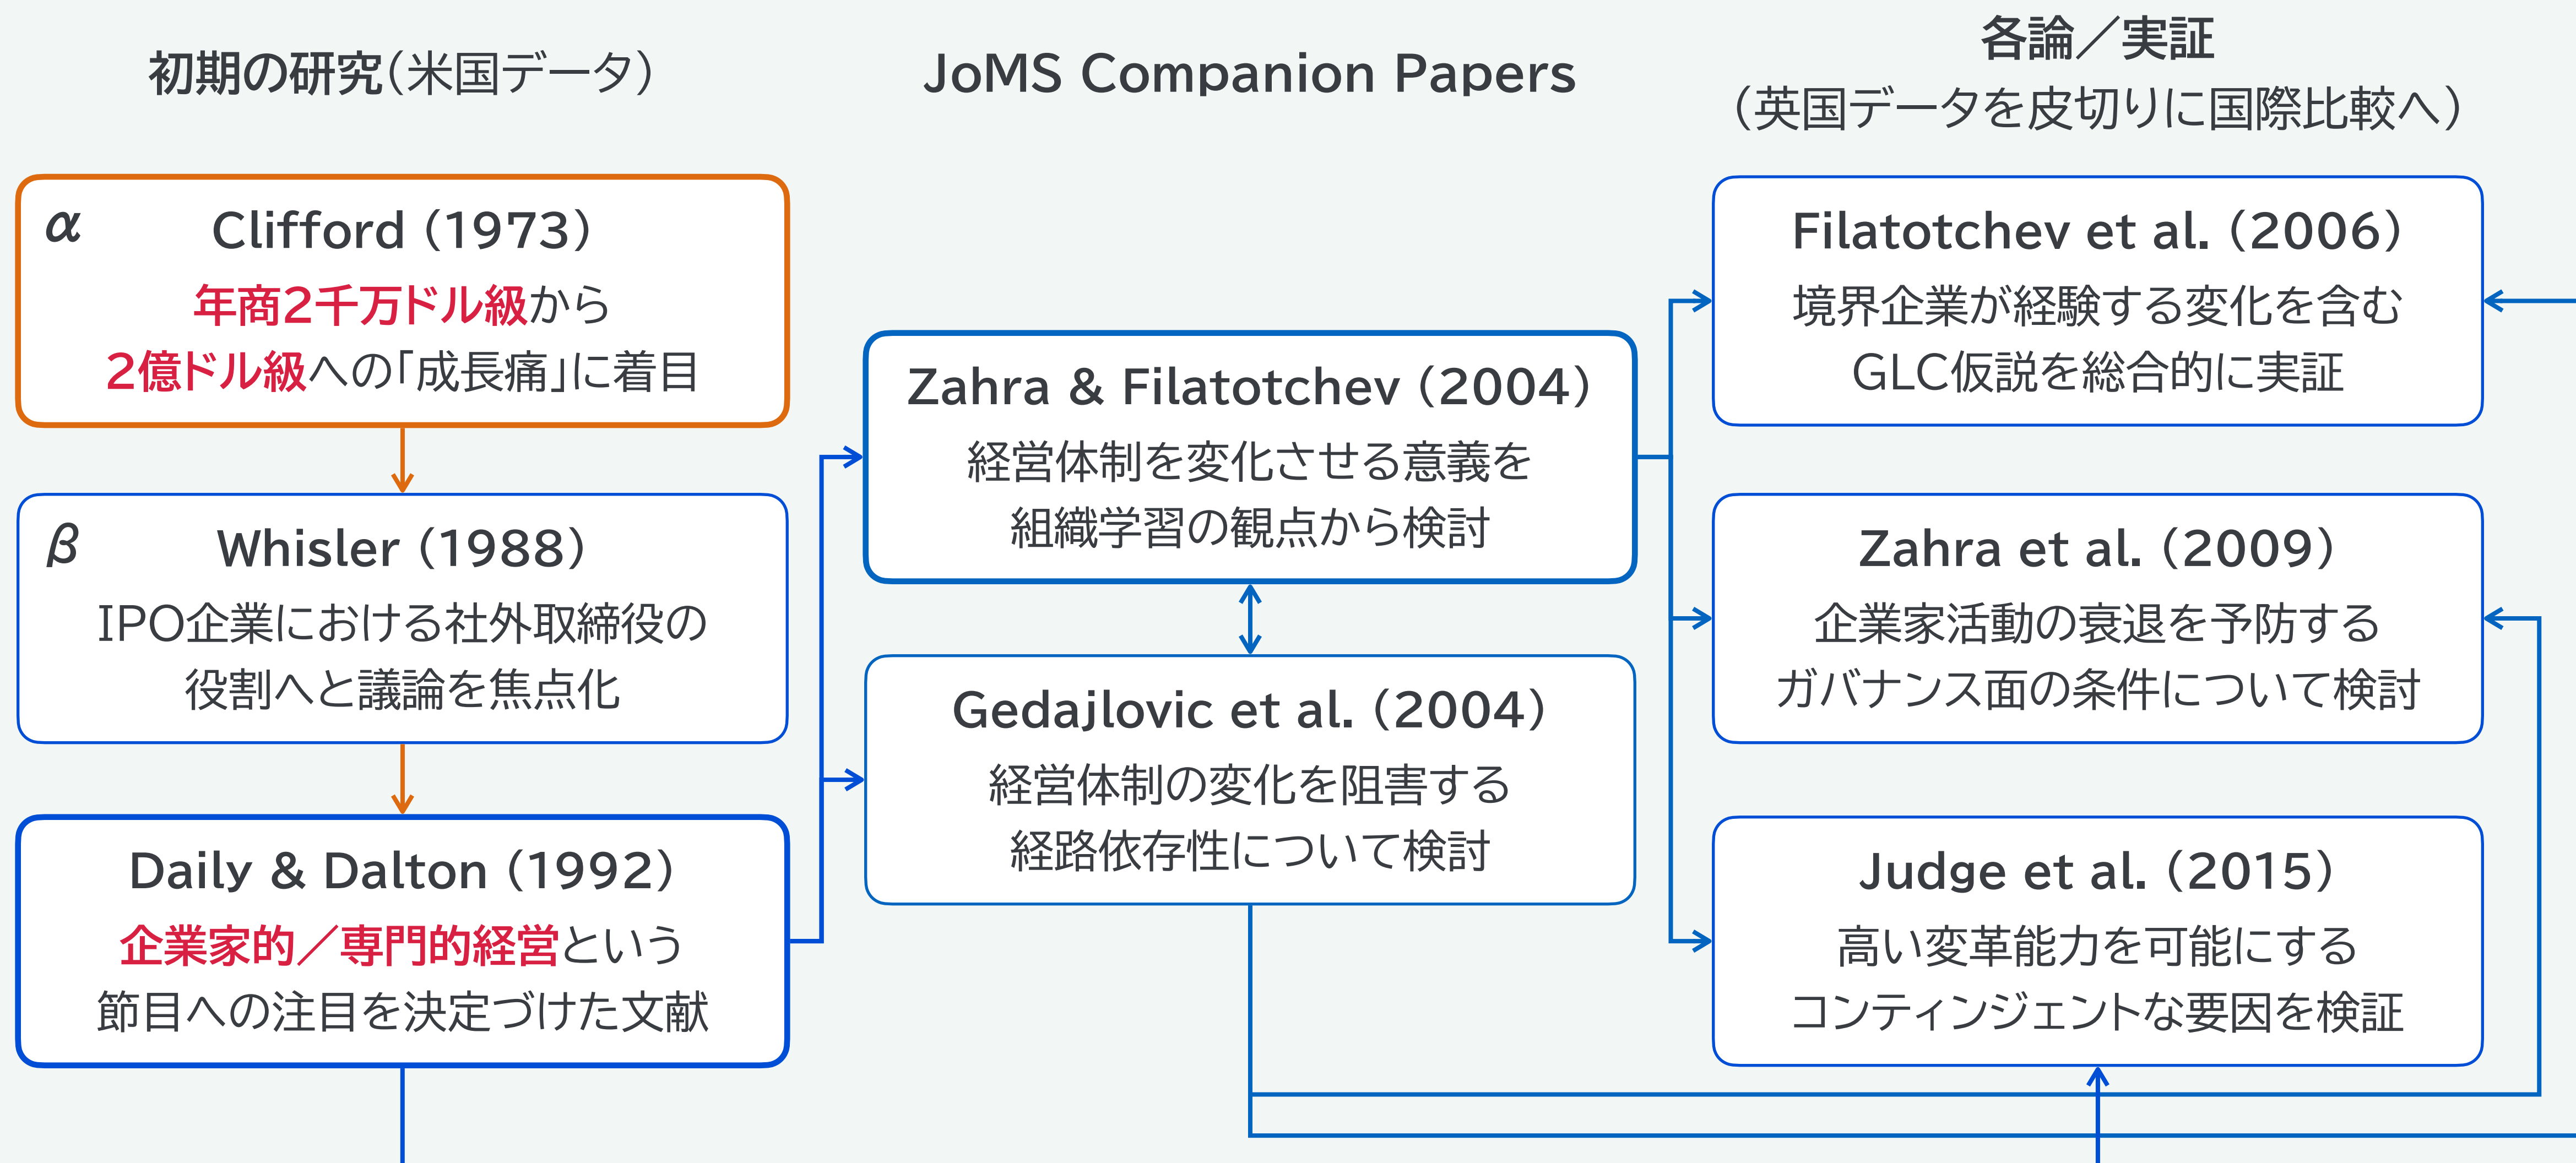 初期の研究（米国データ）
α
Clifford（1973）
年商2千万ドル級から
2億ドル級への「成長痛」に着目
β
Whisler（1988）
IPO企業における社外取締役の
役割へと議論を焦点化
Daily & Dalton（1992）
企業家的／専門的経営という
節目への注目を決定づけた文献
JoMS Companion Papers
Zahra & Filatotchev（2004）
経営体制を変化させる意義を
組織学習の観点から検討
Gedajlovic et al.（2004）
経営体制の変化を阻害する
経路依存性について検討
各論／実証
（英国データを皮切りに国際比較へ）
Filatotchev et al.（2006）
境界企業が経験する変化を含む
GLC仮説を総合的に実証
Zahra et al.（2009）
企業家活動の衰退を予防する
ガバナンス面の条件について検討
Judge et al.（2015）
高い変革能力を可能にする
コンティンジェントな要因を検証